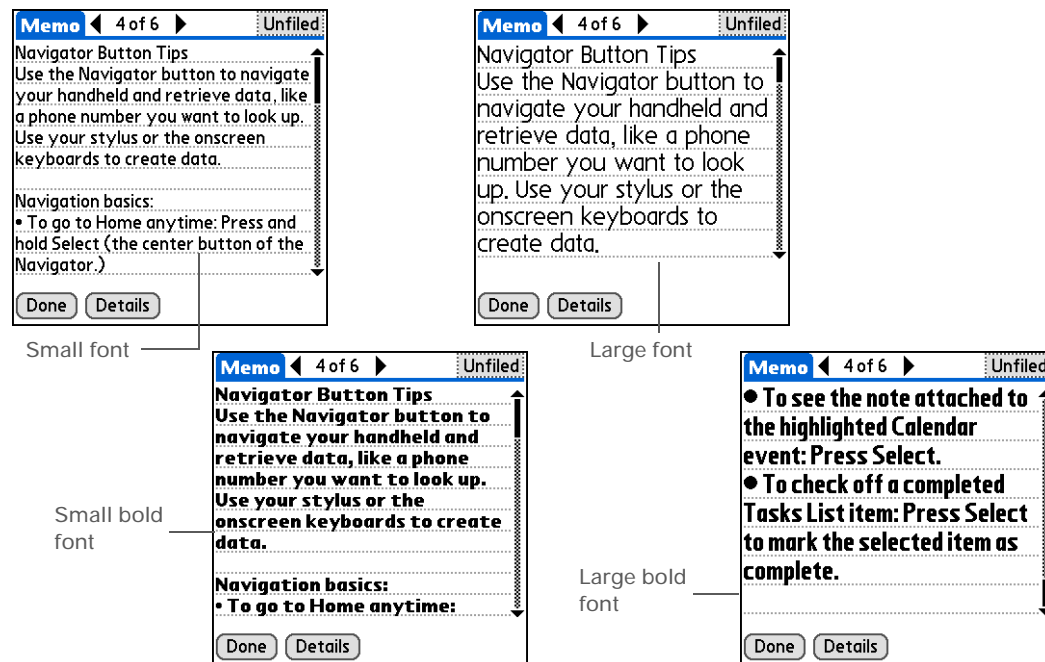 Memo 4 of 6 Unfiled
Navigator Button Tips
Use the Navigator button to navigate
your handheld and retrieve data, like
a phone number you want to look up.
Use your stylus or the onscreen
keyboards to create data.
Navigation basics:
• To go to Home anytime: Press and
hold Select (the center button of the
Navigator.)
Done Details
Small font
Memo 4 of 6 Unfiled
Navigator Button Tips
Use the Navigator button to
navigate your handheld and
retrieve data, like a phone
number you want to look
up. Use your stylus or the
onscreen keyboards to
create data.
Done Details
Large font
Memo 4 of 6 Unfiled
Navigator Button Tips
Use the Navigator button to
navigate your handheld and
retrieve data, like a phone
number you want to look up.
Use your stylus or the
onscreen keyboards to create
data.
Navigation basics:
• To go to Home anytime:
Done Details
Small bold
font
Memo 4 of 6 Unfiled
● To see the note attached to
the highlighted Calendar
event: Press Select.
● To check off a completed
Tasks List item: Press Select
to mark the selected item as
complete.
Done Details
Large bold
font